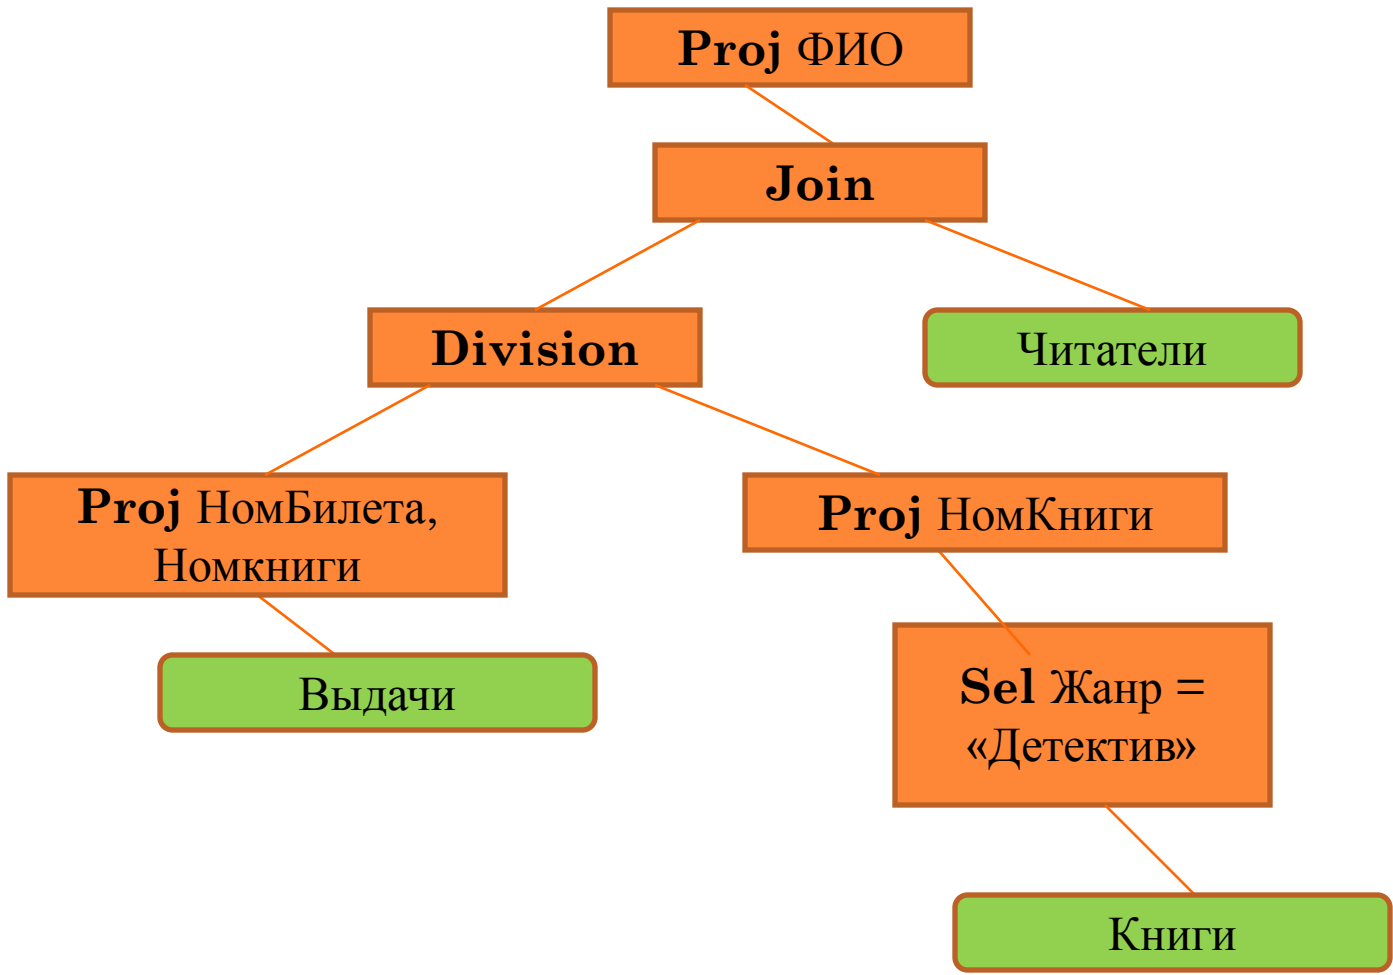 Proj ФИО
Join
Division
Читатели
Proj НомБилета,
Номкниги
Proj НомКниги
Выдачи
Sel Жанр =
«Детектив»
Книги